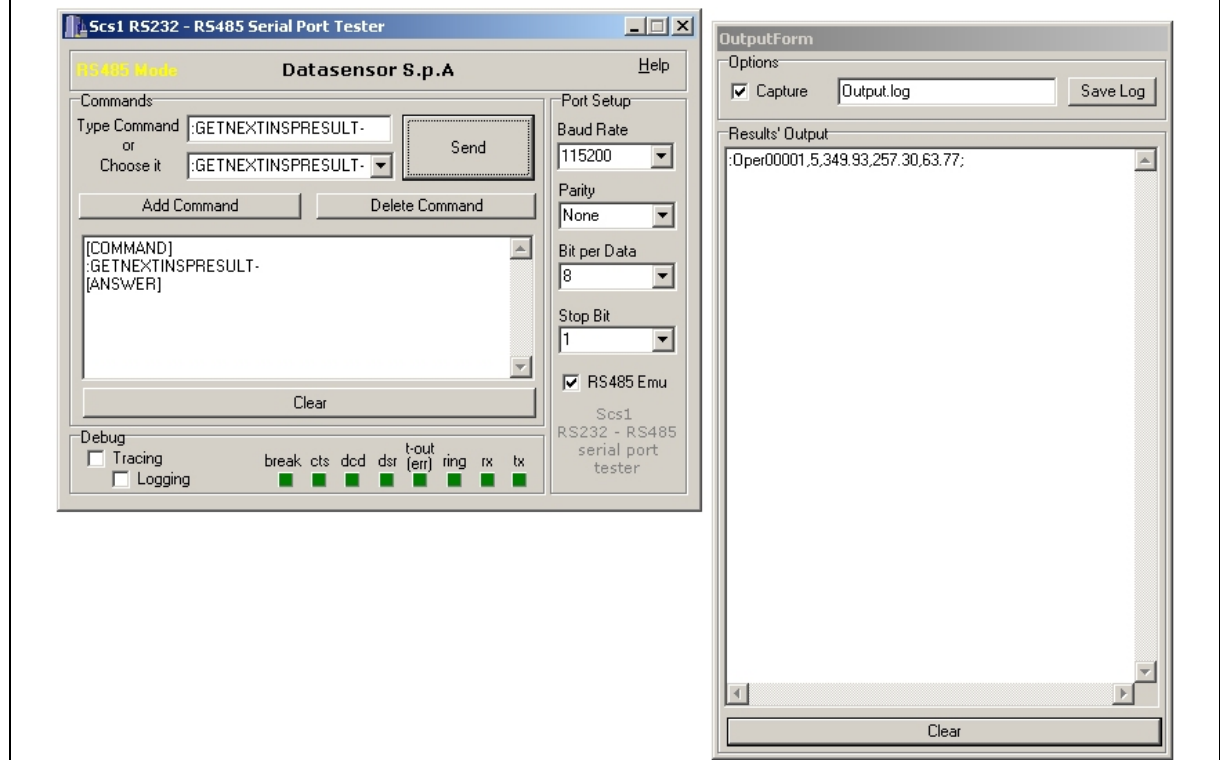 Scs1 RS232 - RS485 Serial Port Tester
RS485 Mode
Datasensor S.p.A
Help
Commands
Type Command
or
Choose it
:GETNEXTINSPRESULT-
:GETNEXTINSPRESULT-
Send
Add Command
Delete Command
[COMMAND]
:GETNEXTINSPRESULT-
[ANSWER]
Clear
Debug
Tracing
Logging
break cts dcd dsr t-out (err) ring rx tx
Port Setup
Baud Rate
115200
Parity
None
Bit per Data
8
Stop Bit
1
RS485 Emu
Scs1
RS232 - RS485
serial port
tester
OutputForm
Options
Capture
Output.log
Save Log
Results' Output
:Oper00001,5,349.93,257.30,63.77;
Clear